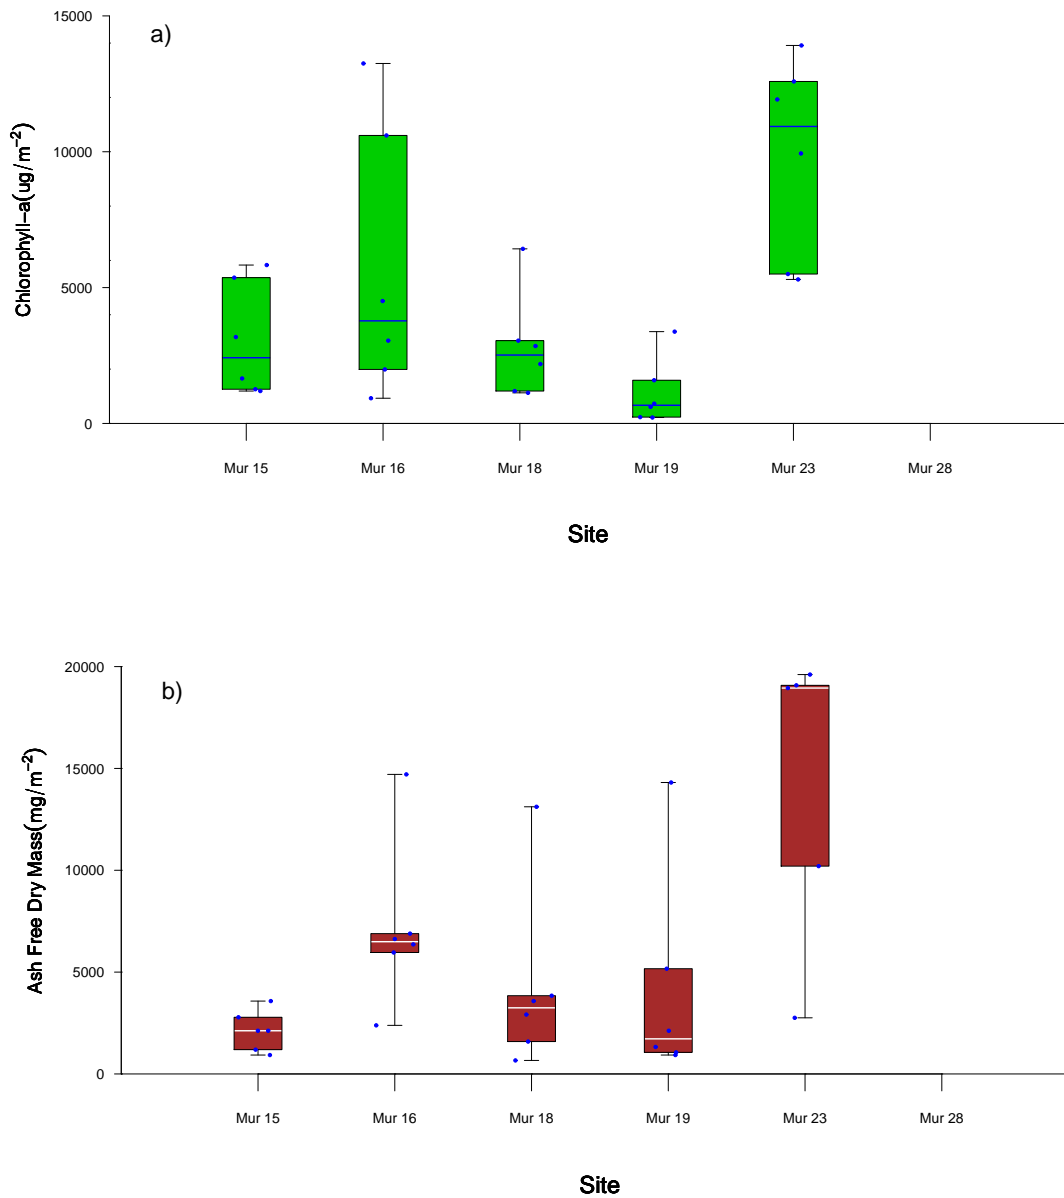 a)
Chlorophyll−a(ug/m−2)
15000
10000
5000
0
Mur 15 Mur 16 Mur 18 Mur 19 Mur 23 Mur 28
Site
b)
Ash Free Dry Mass(mg/m−2)
20000
15000
10000
5000
0
Mur 15 Mur 16 Mur 18 Mur 19 Mur 23 Mur 28
Site